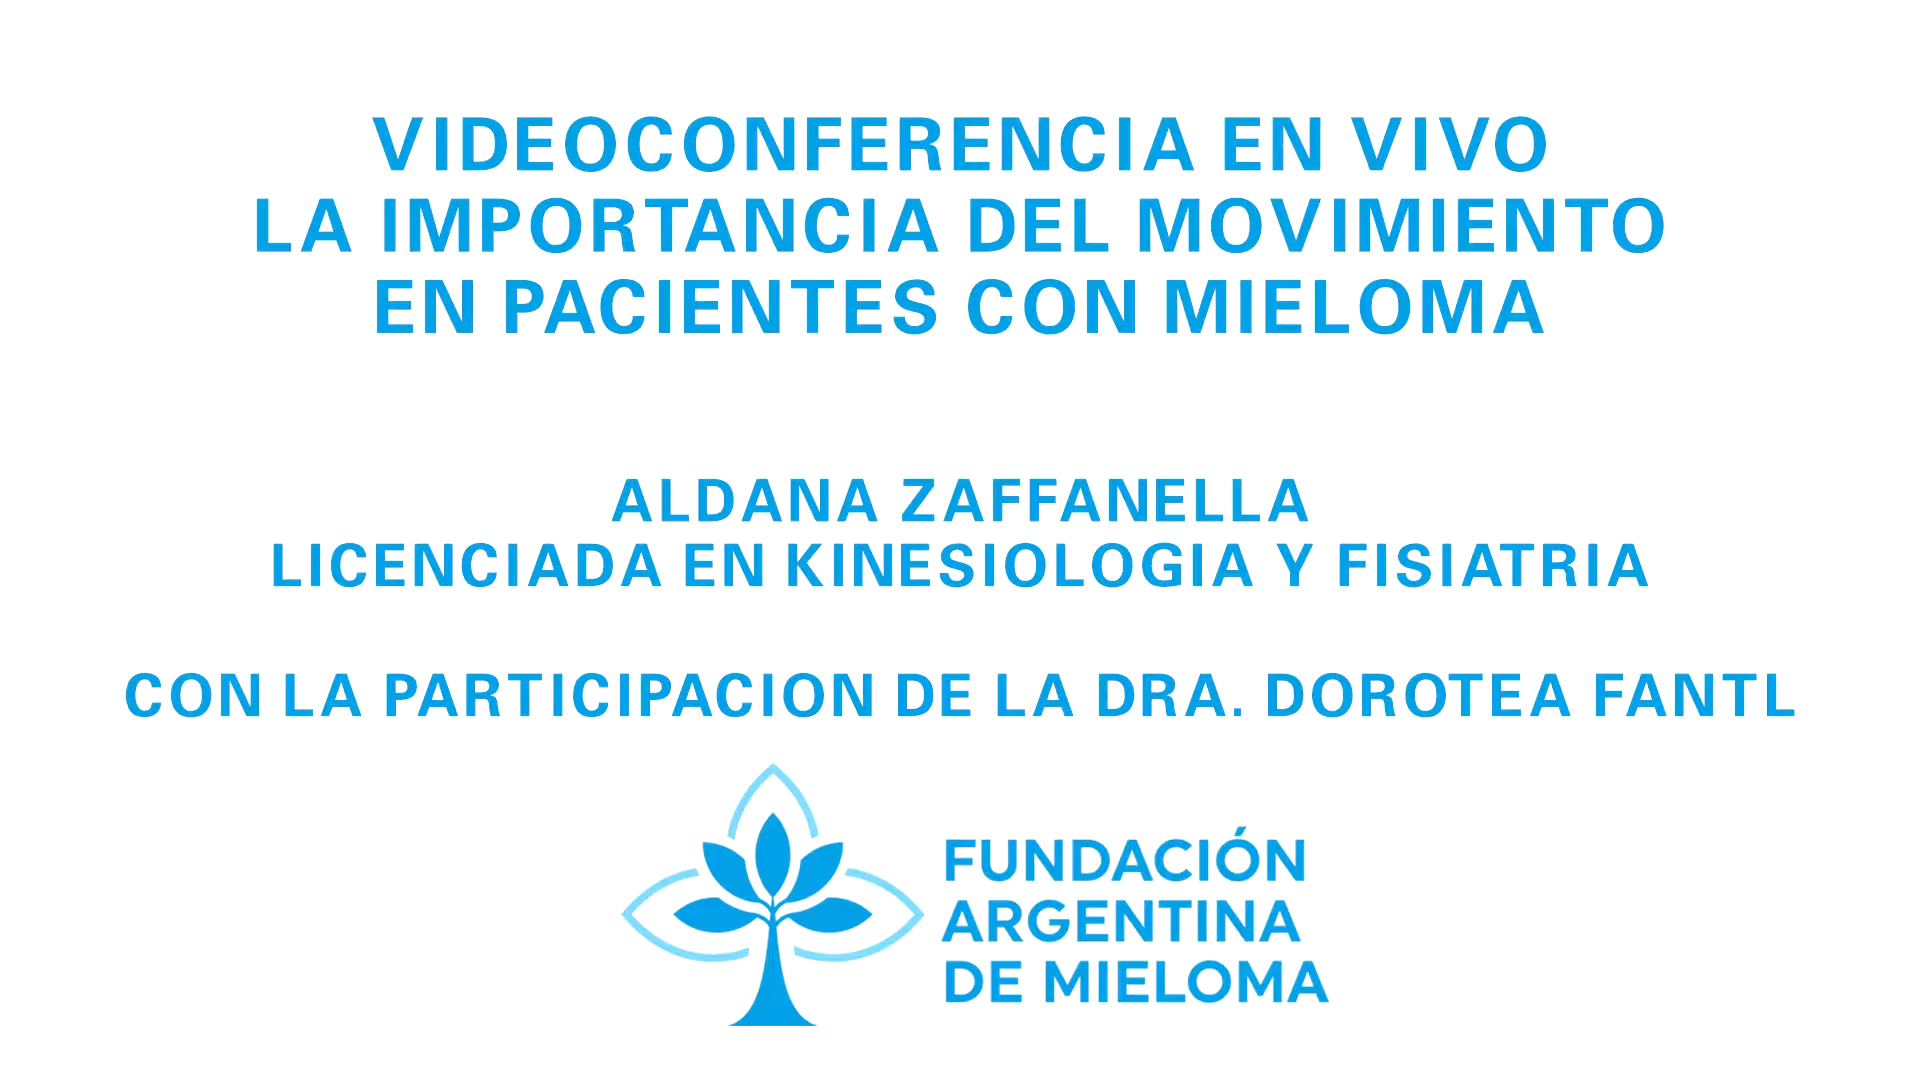 VIDEOCONFERENCIA EN VIVO
LA IMPORTANCIA DEL MOVIMIENTO
EN PACIENTES CON MIELOMA
ALDANA ZAFFANELLA
LICENCIADA EN KINESIOLOGIA Y FISIATRIA
CON LA PARTICIPACION DE LA DRA. DOROTEA FANTL
FUNDACIÓN
ARGENTINA
DE MIELOMA